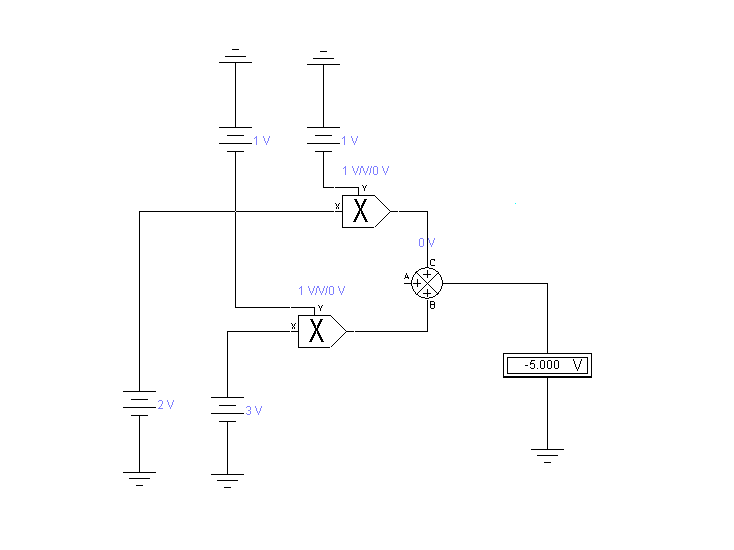 1 V
1 V
1 V/V/0 V
Y
X
X
0 V
C
A
B
1 V/V/0 V
Y
X
X
-5.000 V
2 V
3 V